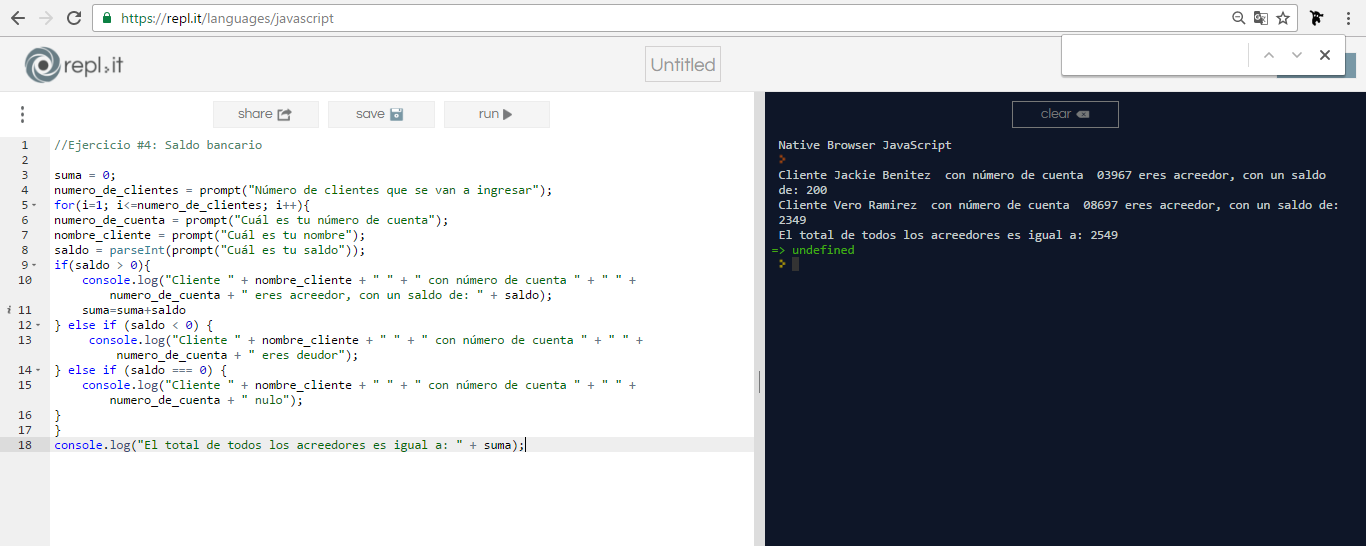 https://repl.it/languages/javascript
repl.it
Untitled
share
save
run
clear
1 //Ejercicio #4: Saldo bancario
2
3 suma = 0;
4 numero_de_clientes = prompt("Número de clientes que se van a ingresar");
5 for(i=1; i<=numero_de_clientes; i++){
6 numero_de_cuenta = prompt("Cuál es tu número de cuenta");
7 nombre_cliente = prompt("Cuál es tu nombre");
8 saldo = parseInt(prompt("Cuál es tu saldo"));
9 if(saldo > 0){
10     console.log("Cliente " + nombre_cliente + " " + " con número de cuenta " + " " +
numero_de_cuenta + " eres acreedor, con un saldo de: " + saldo);
i 11     suma=suma+saldo
12 } else if (saldo < 0) {
13      console.log("Cliente " + nombre_cliente + " " + " con número de cuenta " + " " +
numero_de_cuenta + " eres deudor");
14 } else if (saldo === 0) {
15     console.log("Cliente " + nombre_cliente + " " + " con número de cuenta " + " " +
numero_de_cuenta + " nulo");
16 }
17 }
18 console.log("El total de todos los acreedores es igual a: " + suma);
Native Browser JavaScript
Cliente Jackie Benitez  con número de cuenta  03967 eres acreedor, con un saldo
de: 200
Cliente Vero Ramirez  con número de cuenta  08697 eres acreedor, con un saldo de:
2349
El total de todos los acreedores es igual a: 2549
=> undefined